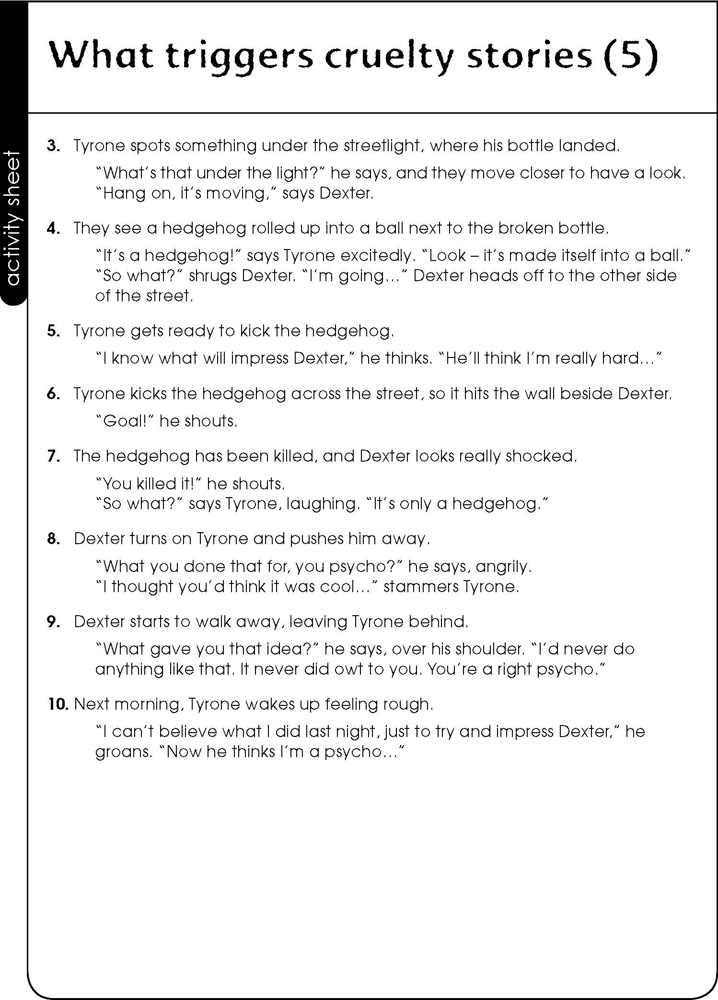 What triggers cruelty stories (5)
activity sheet
3. Tyrone spots something under the streetlight, where his bottle landed.
“What’s that under the light?” he says, and they move closer to have a look.
“Hang on, it’s moving,” says Dexter.
4. They see a hedgehog rolled up into a ball next to the broken bottle.
“It’s a hedgehog!” says Tyrone excitedly. “Look – it’s made itself into a ball.”
“So what?” shrugs Dexter. “I’m going…” Dexter heads off to the other side
of the street.
5. Tyrone gets ready to kick the hedgehog.
“I know what will impress Dexter,” he thinks. “He’ll think I’m really hard…”
6. Tyrone kicks the hedgehog across the street, so it hits the wall beside Dexter.
“Goal!” he shouts.
7. The hedgehog has been killed, and Dexter looks really shocked.
“You killed it!” he shouts.
“So what?” says Tyrone, laughing. “It’s only a hedgehog.”
8. Dexter turns on Tyrone and pushes him away.
“What you done that for, you psycho?” he says, angrily.
“I thought you’d think it was cool…” stammers Tyrone.
9. Dexter starts to walk away, leaving Tyrone behind.
“What gave you that idea?” he says, over his shoulder. “I’d never do
anything like that. It never did owt to you. You’re a right psycho.”
10. Next morning, Tyrone wakes up feeling rough.
“I can’t believe what I did last night, just to try and impress Dexter,” he
groans. “Now he thinks I’m a psycho…”